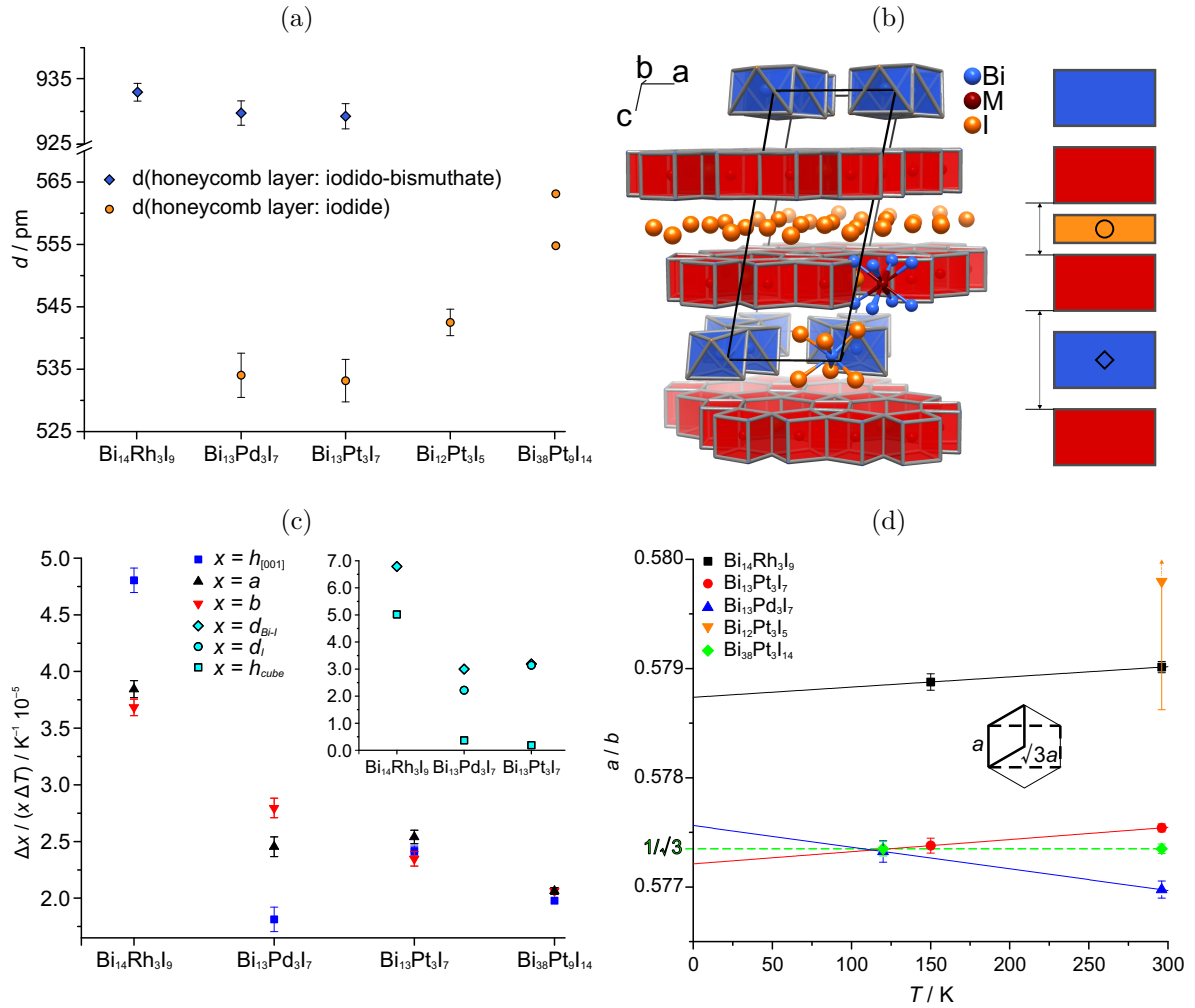 (a)
935
925
565
555
545
535
525
d / pm
d(honeycomb layer: iodido-bismuthate)
d(honeycomb layer: iodide)
Bi₁₄Rh₃I₉ Bi₁₃Pd₃I₇ Bi₁₃Pt₃I₇ Bi₁₂Pt₃I₅ Bi₃₈Pt₉I₁₄
(b)
b a
c
Bi
M
I
(c)
5.0
4.5
4.0
3.5
3.0
2.5
2.0
Δx / (x ΔT) / K⁻¹ 10⁻⁵
x = h[001]
x = a
x = b
x = d_Bi-I
x = d_I
x = h_cube
7.0
6.0
5.0
4.0
3.0
2.0
1.0
0.0
Bi₁₄Rh₃I₉ Bi₁₃Pd₃I₇ Bi₁₃Pt₃I₇
Bi₁₄Rh₃I₉ Bi₁₃Pd₃I₇ Bi₁₃Pt₃I₇ Bi₃₈Pt₉I₁₄
(d)
0.580
0.579
0.578
1/√3
0.577
a / b
Bi₁₄Rh₃I₉
Bi₁₃Pt₃I₇
Bi₁₃Pd₃I₇
Bi₁₂Pt₃I₅
Bi₃₈Pt₃I₁₄
a
√3a
0 50 100 150 200 250 300
T / K